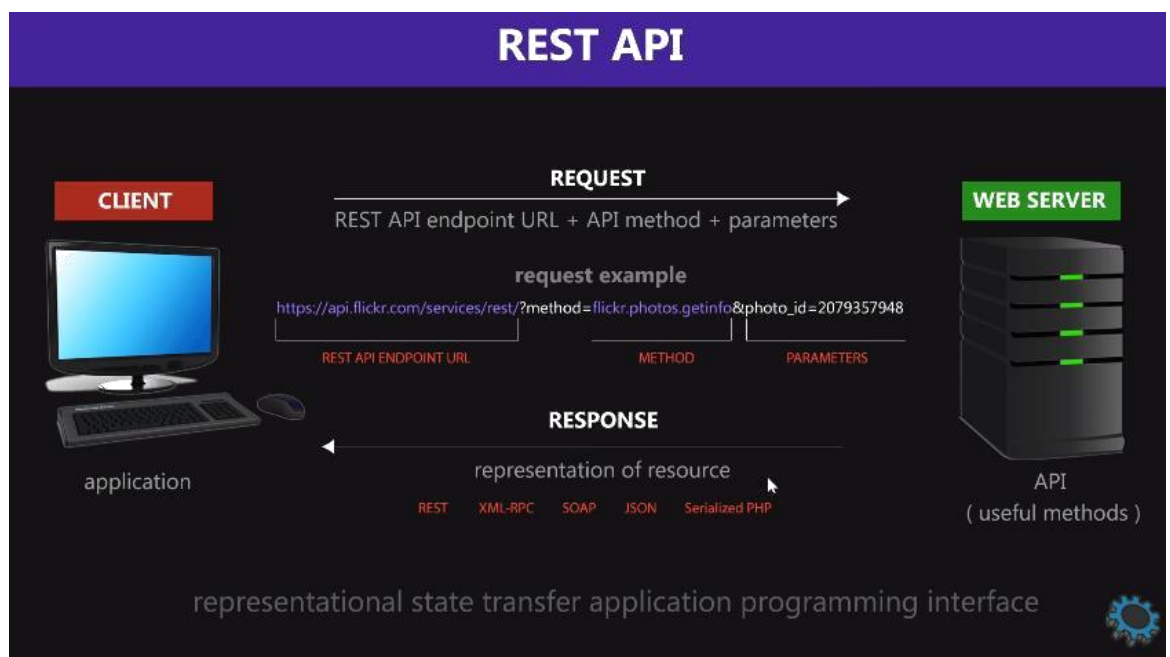 REST API
CLIENT
REQUEST
WEB SERVER
REST API endpoint URL + API method + parameters
request example
https://api.flickr.com/services/rest/?method=flickr.photos.getinfo&photo_id=2079357948
REST API ENDPOINT URL METHOD PARAMETERS
RESPONSE
representation of resource
REST XML-RPC SOAP JSON Serialized PHP
application
API
( useful methods )
representational state transfer application programming interface